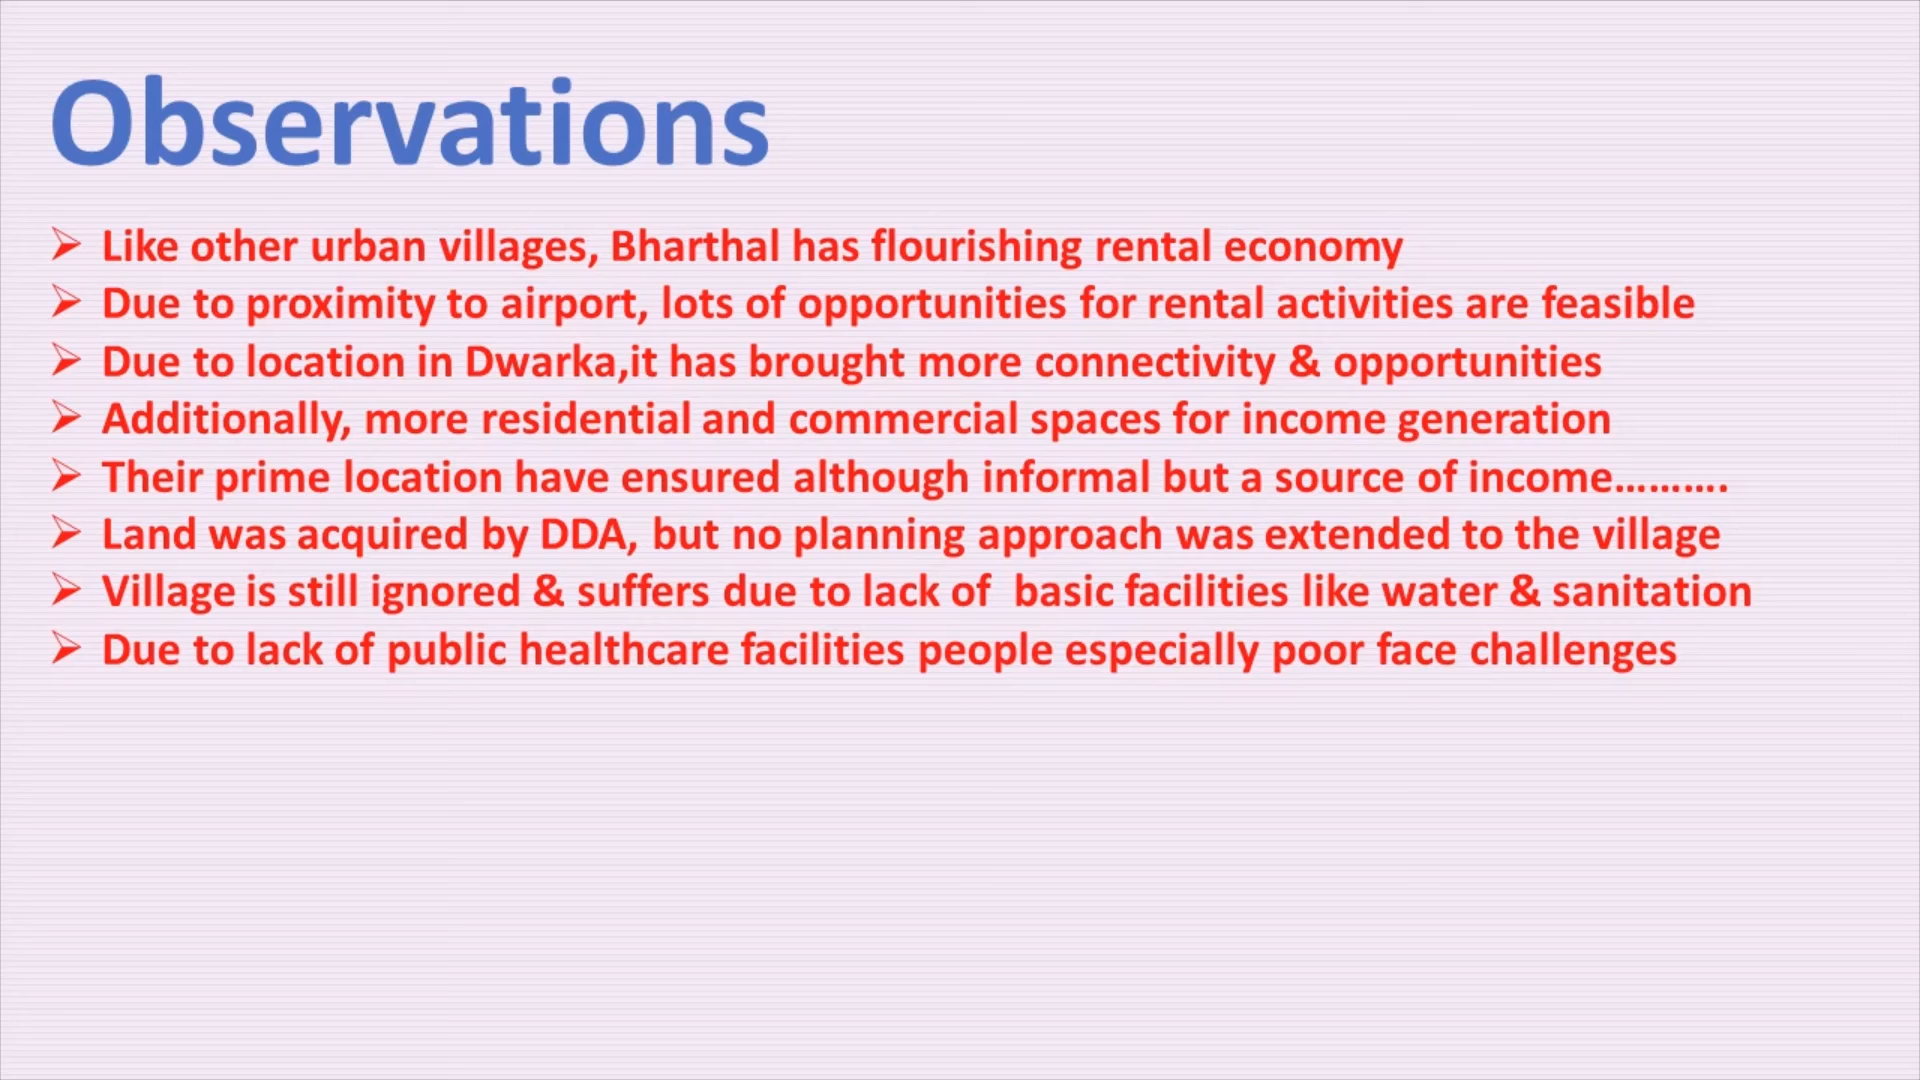 Observations
➢ Like other urban villages, Bharthal has flourishing rental economy
➢ Due to proximity to airport, lots of opportunities for rental activities are feasible
➢ Due to location in Dwarka,it has brought more connectivity & opportunities
➢ Additionally, more residential and commercial spaces for income generation
➢ Their prime location have ensured although informal but a source of income……….
➢ Land was acquired by DDA, but no planning approach was extended to the village
➢ Village is still ignored & suffers due to lack of  basic facilities like water & sanitation
➢ Due to lack of public healthcare facilities people especially poor face challenges